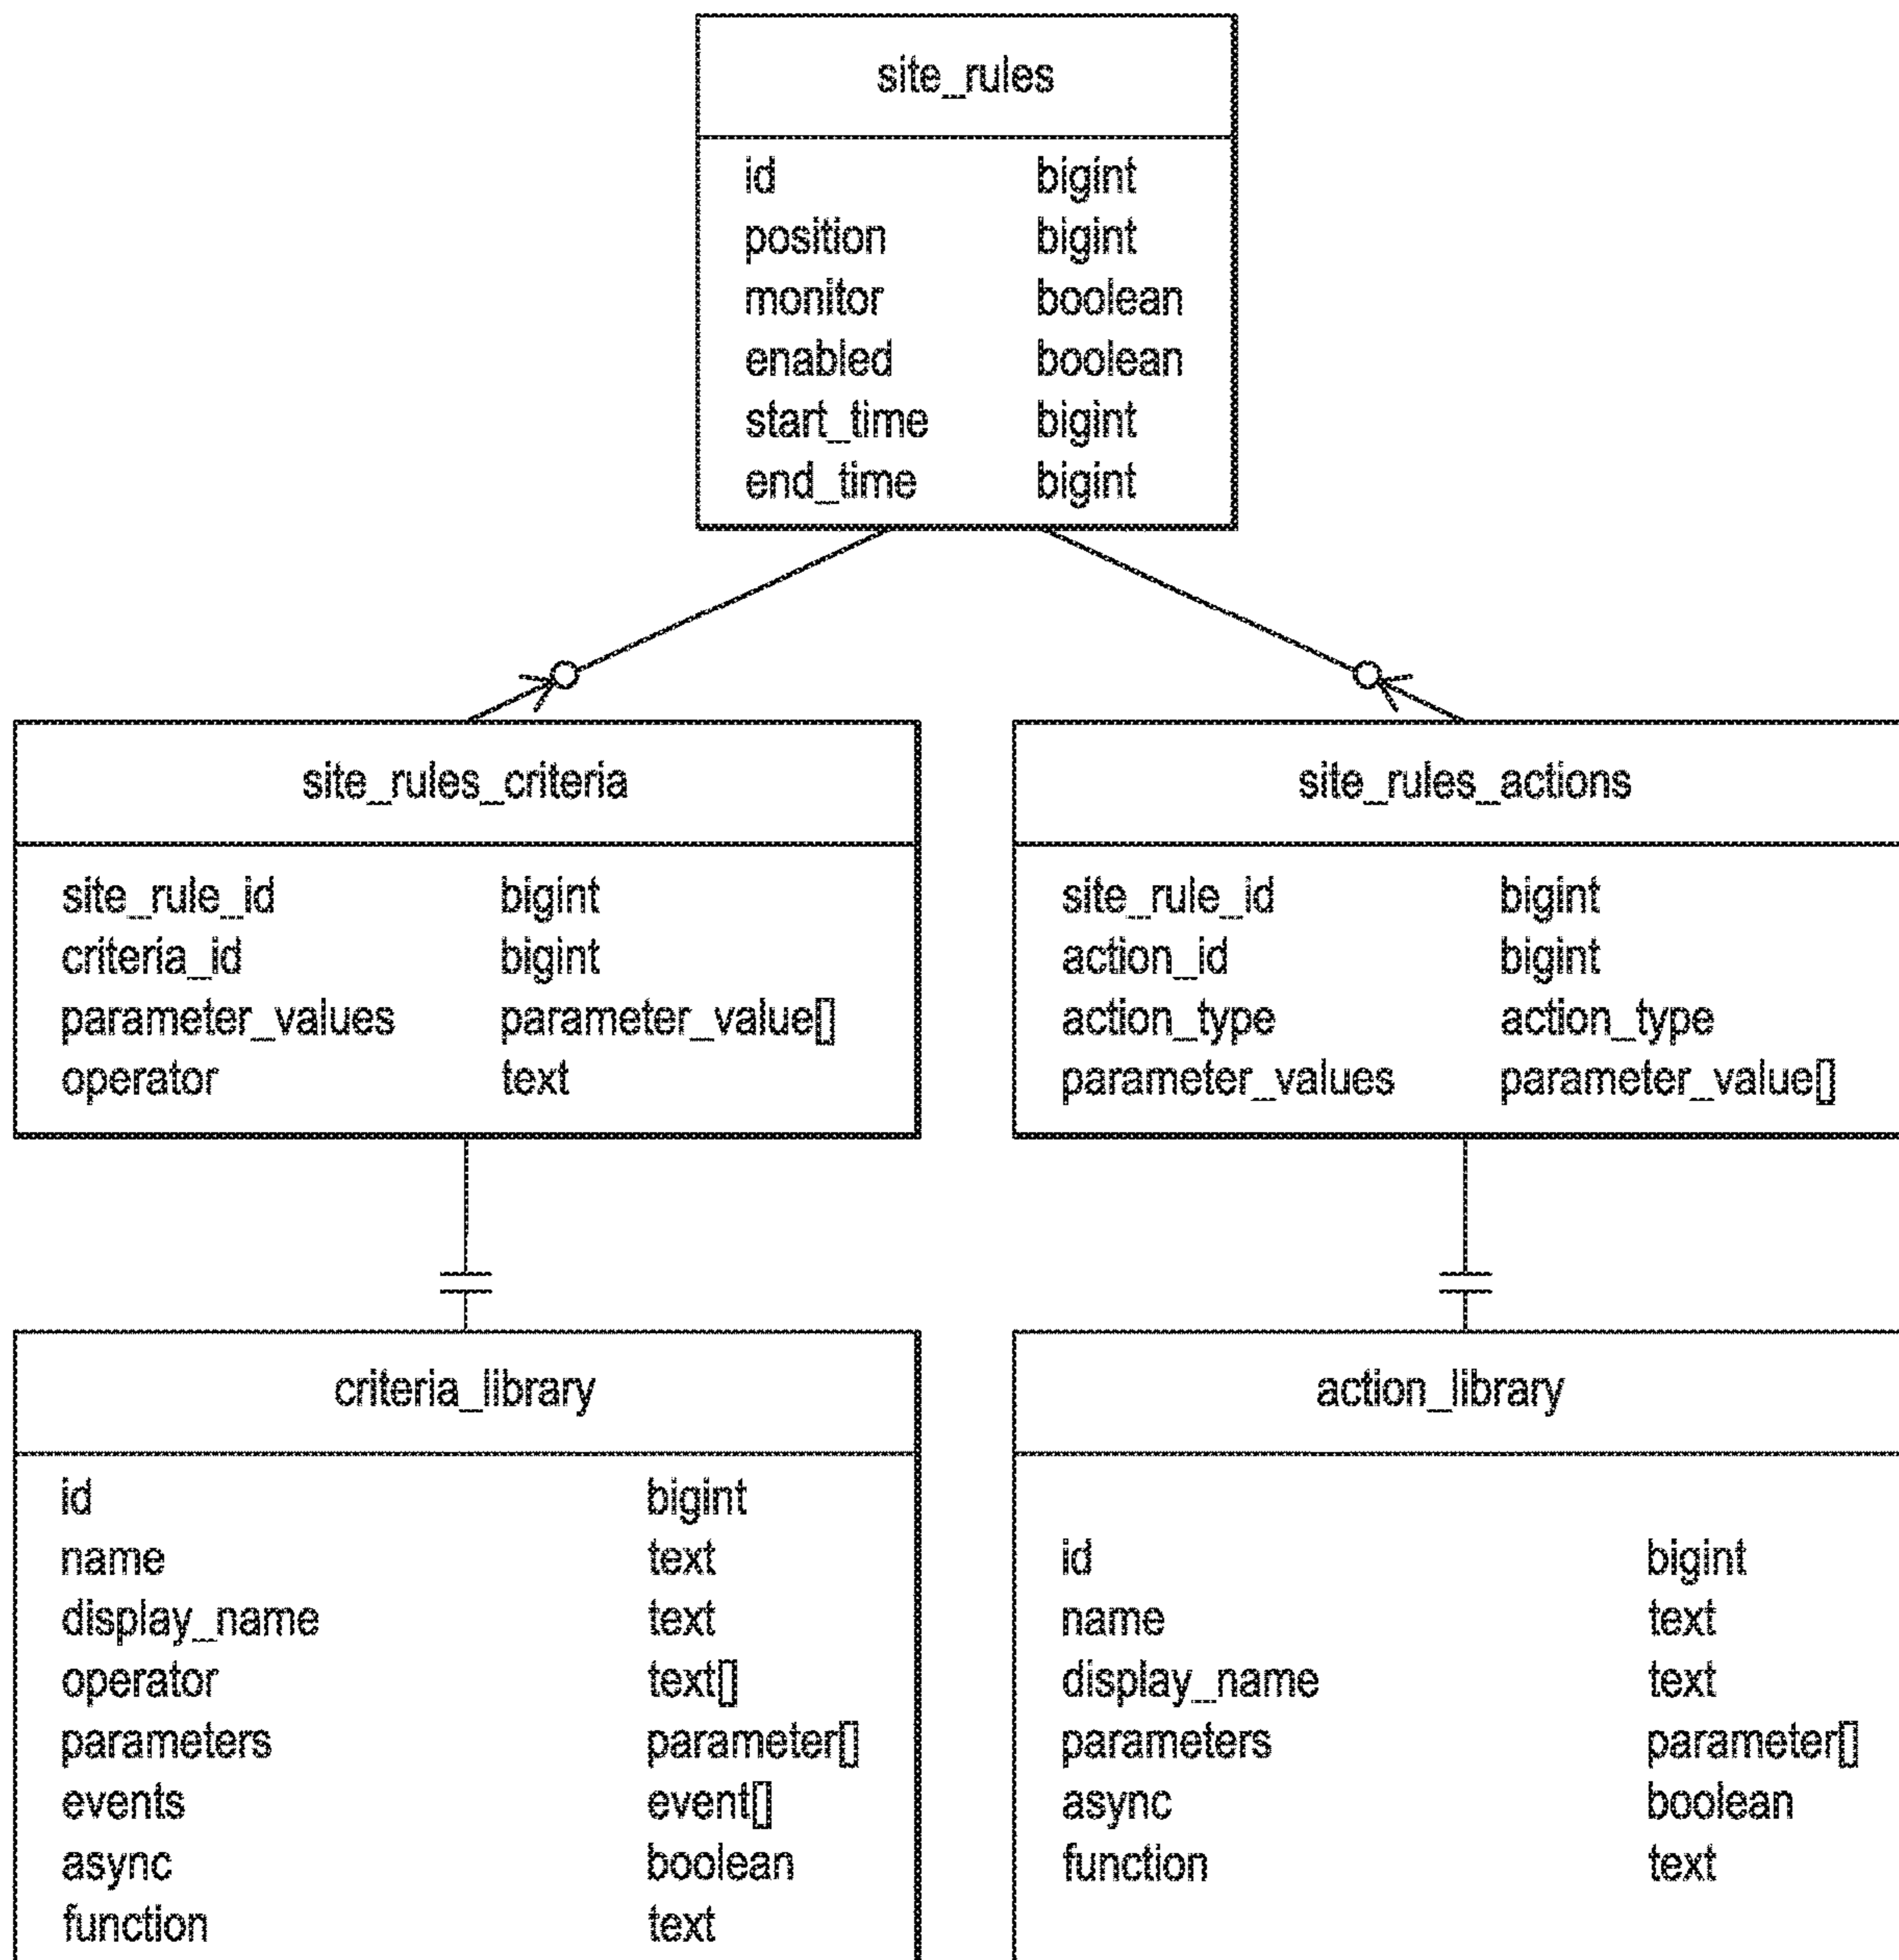 site_rules
id bigint
position bigint
monitor boolean
enabled boolean
start_time bigint
end_time bigint
site_rules_criteria
site_rule_id bigint
criteria_id bigint
parameter_values parameter_value[]
operator text
site_rules_actions
site_rule_id bigint
action_id bigint
action_type action_type
parameter_values parameter_value[]
criteria_library
id bigint
name text
display_name text
operator text[]
parameters parameter[]
events event[]
async boolean
function text
action_library
id bigint
name text
display_name text
parameters parameter[]
async boolean
function text